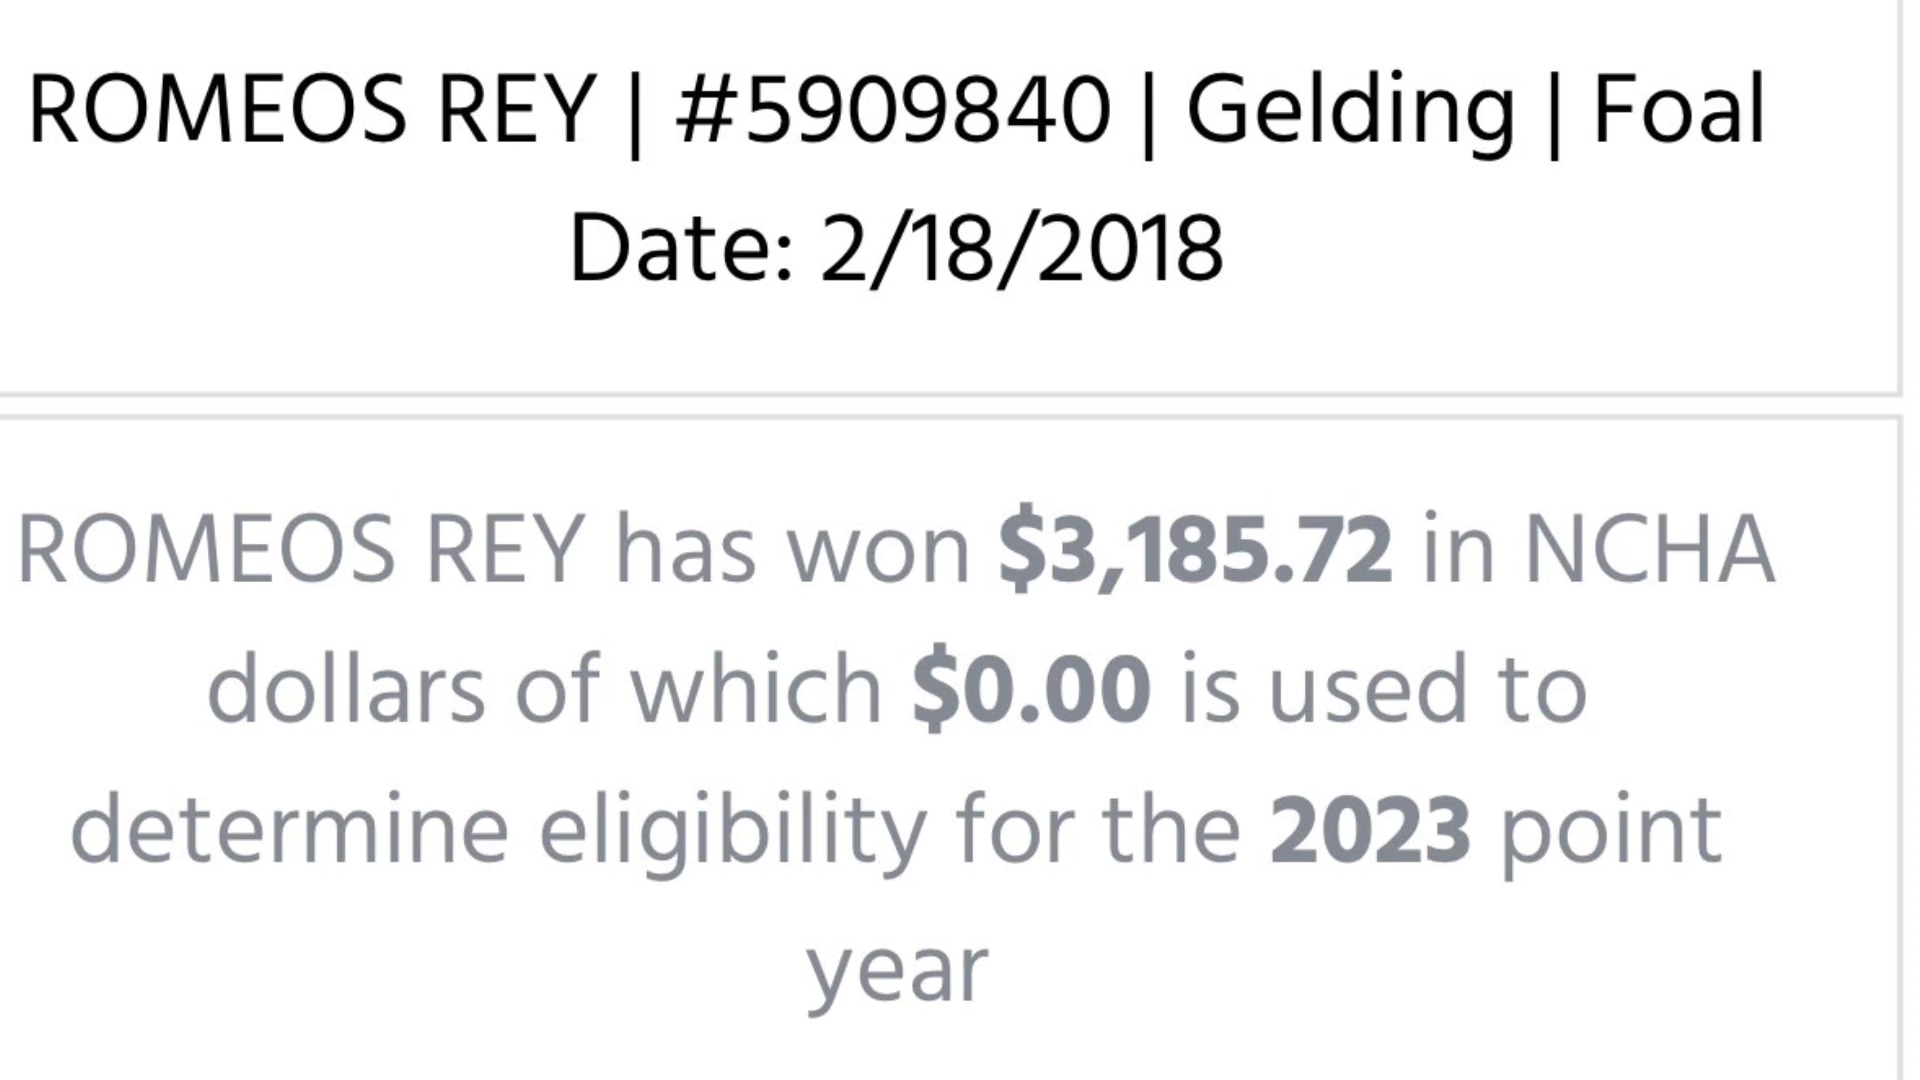 ROMEOS REY | #5909840 | Gelding | Foal
Date: 2/18/2018
ROMEOS REY has won $3,185.72 in NCHA
dollars of which $0.00 is used to
determine eligibility for the 2023 point
year